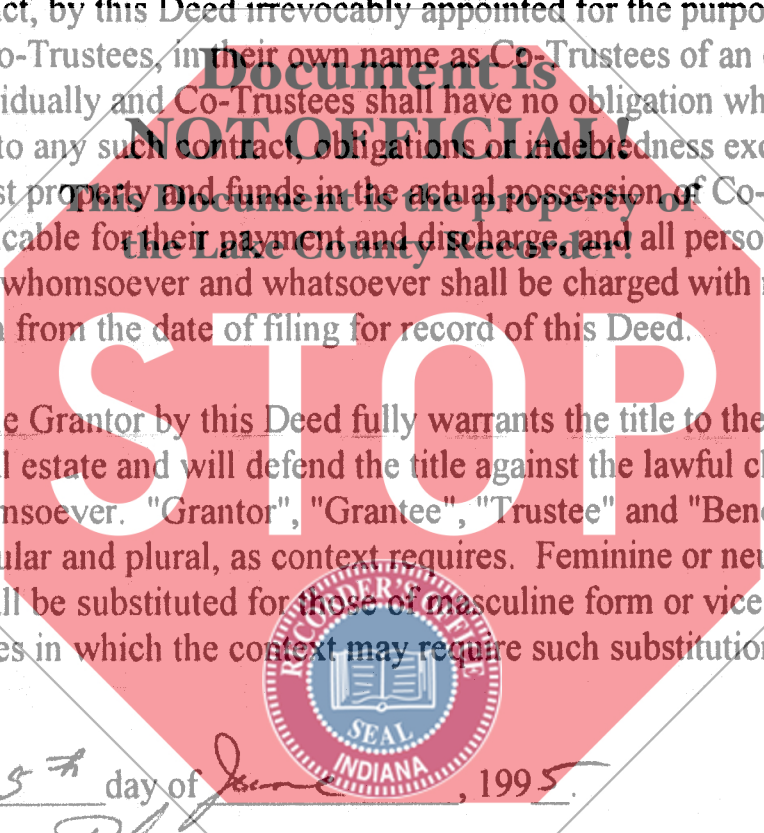 ct, by this Deed irrevocably appointed for the purpo
o-Trustees, in their own name as Co-Trustees of an
Document is
idually and Co-Trustees shall have no obligation wh
NOT OFFICIAL!
to any such contract, obligations or indebtedness exc
This Document is the property of
st property and funds in the actual possession of Co-
the Lake County Recorder!
cable for their payment and discharge, and all perso
whomsoever and whatsoever shall be charged with
n from the date of filing for record of this Deed.
STOP
e Grantor by this Deed fully warrants the title to the
l estate and will defend the title against the lawful cl
msoever. "Grantor", "Grantee", "Trustee" and "Bene
ular and plural, as context requires. Feminine or neu
ll be substituted for those of masculine form or vice
es in which the context may require such substitution
RECORDER'S OFFICE
SEAL
INDIANA
5th day of June, 1995.